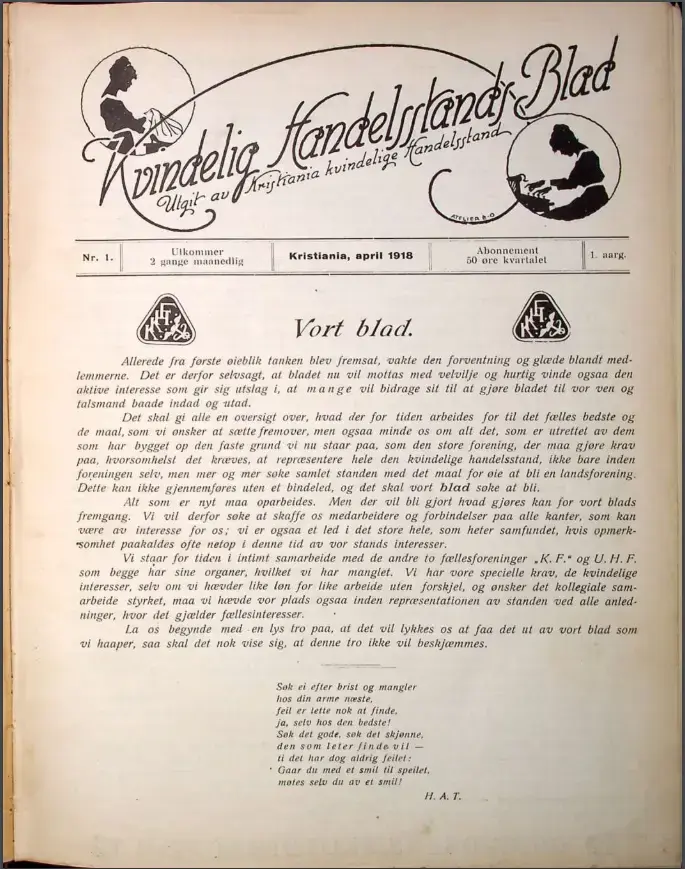 Kvindelig Handelsstands Blad
Utgit av Kristiania kvindelige Handelsstand
ATELIER E-O
Nr. 1.
Utkommer
2 gange maanedlig
Kristiania, april 1918
Abonnement
50 øre kvartalet
1. aarg.
Vort blad.
Allerede fra første øieblik tanken blev fremsat, vakte den forventning og glæde blandt med-
lemmerne. Det er derfor selvsagt, at bladet nu vil mottas med velvilje og hurtig vinde ogsaa den
aktive interesse som gir sig utslag i, at mange vil bidrage sit til at gjøre bladet til vor ven og
talsmand baade indad og utad.
Det skal gi alle en oversigt over, hvad der for tiden arbeides for til det fælles bedste og
de maal, som vi ønsker at sætte fremover, men ogsaa minde os om alt det, som er utrettet av dem
som har bygget op den faste grund vi nu staar paa, som den store forening, der maa gjøre krav
paa, hvorsomhelst det kræves, at repræsentere hele den kvindelige handelsstand, ikke bare inden
foreningen selv, men mer og mer søke samlet standen med det maal for øie at bli en landsforening.
Dette kan ikke gjennemføres uten et bindeled, og det skal vort blad søke at bli.
Alt som er nyt maa oparbeides. Men der vil bli gjort hvad gjøres kan for vort blads
fremgang. Vi vil derfor søke at skaffe os medarbeidere og forbindelser paa alle kanter, som kan
være av interesse for os; vi er ogsaa et led i det store hele, som heter samfundet, hvis opmerk-
somhet paakaldes ofte netop i denne tid av vor stands interesser.
Vi staar for tiden i intimt samarbeide med de andre to fællesforeninger „K. F.“ og U. H. F.
som begge har sine organer, hvilket vi har manglet. Vi har vore specielle krav, de kvindelige
interesser, selv om vi hævder like løn for like arbeide uten forskjel, og ønsker det kollegiale sam-
arbeide styrket, maa vi hævde vor plads ogsaa inden repræsentationen av standen ved alle anled-
ninger, hvor det gjælder fællesinteresser.
La os begynde med en lys tro paa, at det vil lykkes os at faa det ut av vort blad som
vi haaper, saa skal det nok vise sig, at denne tro ikke vil beskjæmmes.
Søk ei efter brist og mangler
hos din arme næste,
feil er lette nok at finde,
ja, selv hos den bedste!
Søk det gode, søk det skjønne,
den som leter finde vil —
ti det har dog aldrig feilet:
Gaar du med et smil til speilet,
møtes selv du av et smil!
H. A. T.